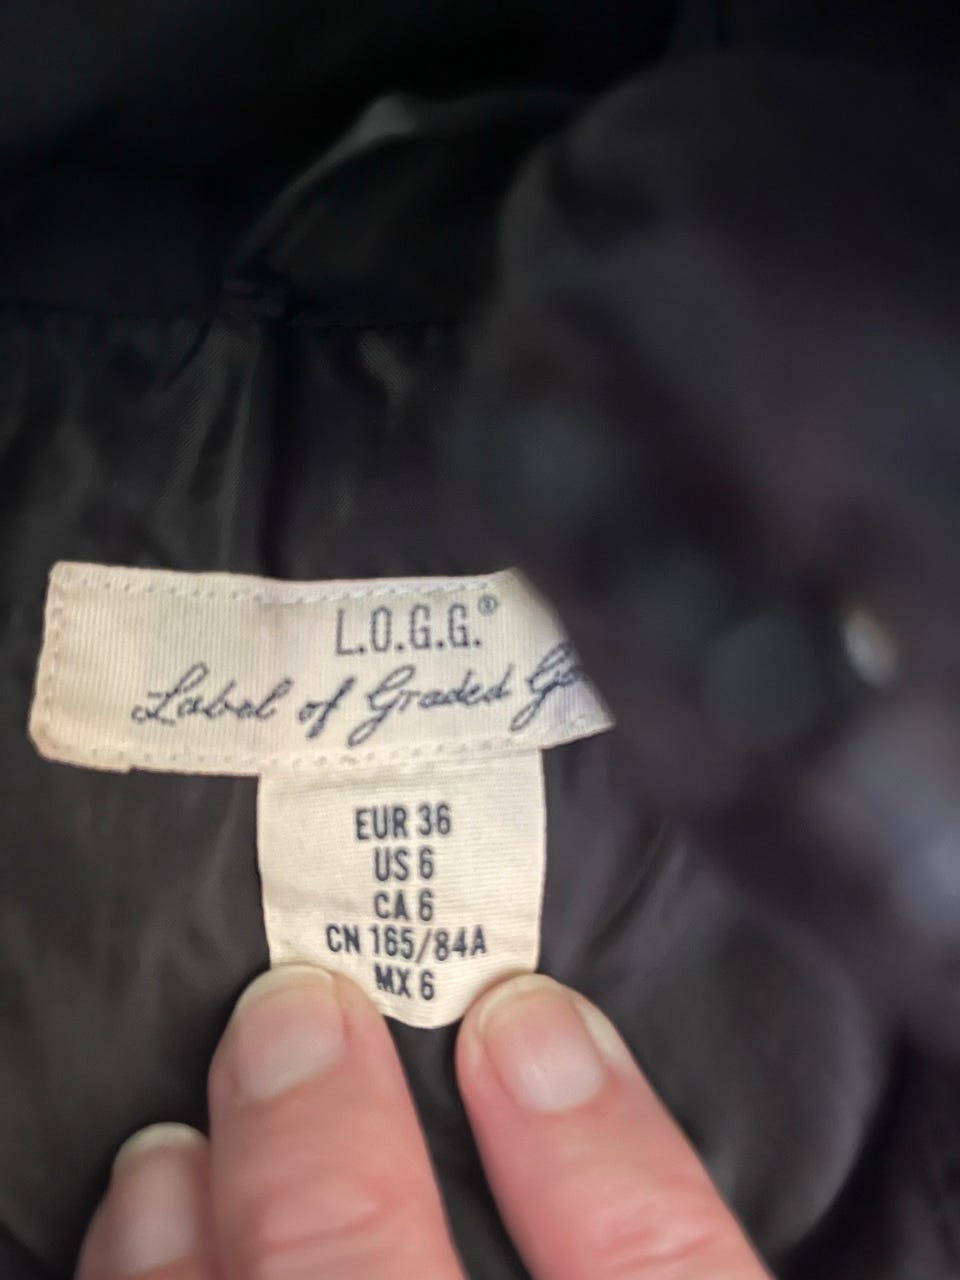 L.O.G.G.®
Label of Graded
EUR 36
US 6
CA 6
CN 165/84A
MX 6